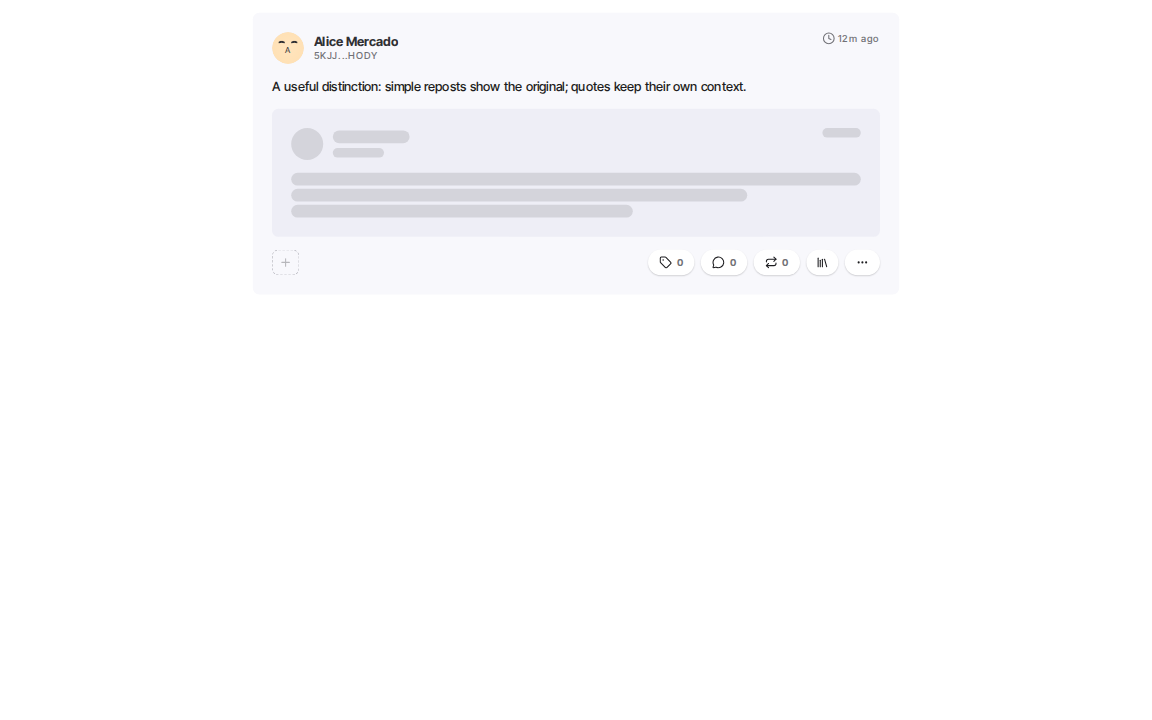 A
Alice Mercado
5KJJ...HODY
12m ago
A useful distinction: simple reposts show the original; quotes keep their own context.
0
0
0